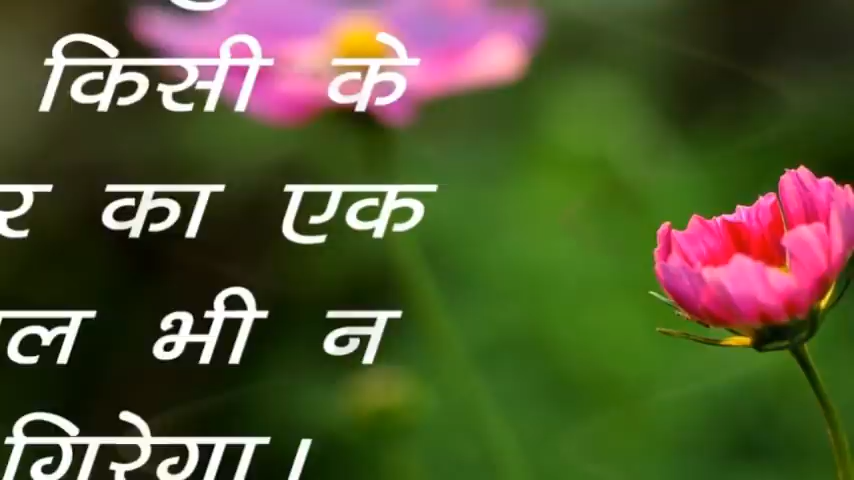 किसी के
का एक
भी न
गिरेगा।